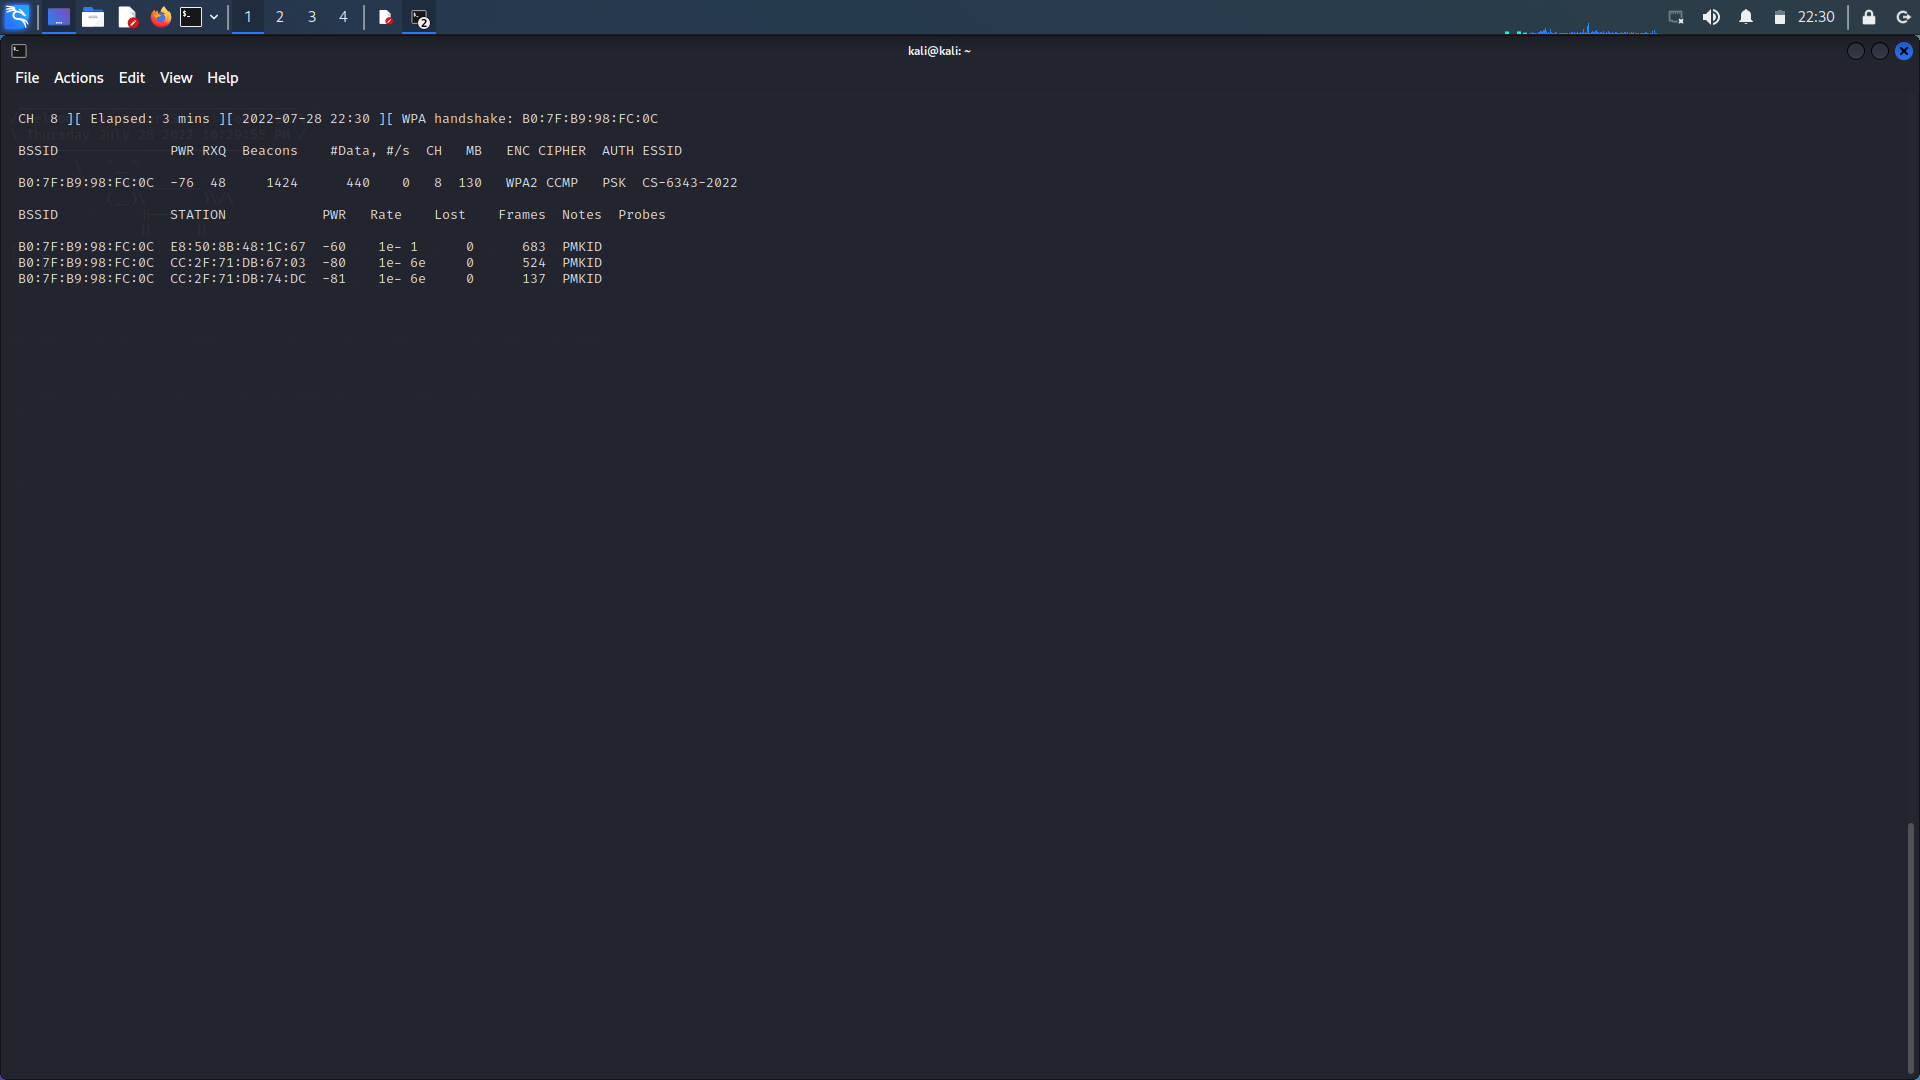 1 2 3 4 2 22:30
kali@kali: ~
File Actions Edit View Help
CH 8 ][ Elapsed: 3 mins ][ 2022-07-28 22:30 ][ WPA handshake: B0:7F:B9:98:FC:0C
BSSID PWR RXQ Beacons #Data, #/s CH MB ENC CIPHER AUTH ESSID
B0:7F:B9:98:FC:0C -76 48 1424 440 0 8 130 WPA2 CCMP PSK CS-6343-2022
BSSID STATION PWR Rate Lost Frames Notes Probes
B0:7F:B9:98:FC:0C E8:50:8B:48:1C:67 -60 1e- 1 0 683 PMKID
B0:7F:B9:98:FC:0C CC:2F:71:DB:67:03 -80 1e- 6e 0 524 PMKID
B0:7F:B9:98:FC:0C CC:2F:71:DB:74:DC -81 1e- 6e 0 137 PMKID